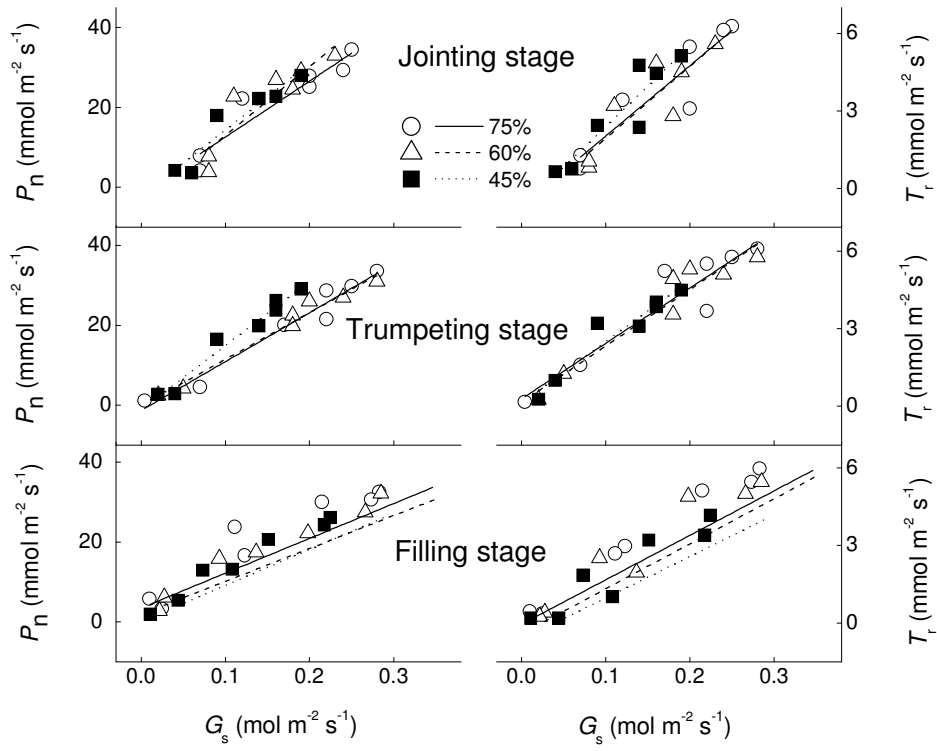 40
20
0
Pn (mmol m-2 s-1)
Jointing stage
75%
60%
45%
6
3
0
Tr (mmol m-2 s-1)
40
20
0
Pn (mmol m-2 s-1)
Trumpeting stage
6
3
0
Tr (mmol m-2 s-1)
40
20
0
Pn (mmol m-2 s-1)
Filling stage
6
3
0
Tr (mmol m-2 s-1)
0.0 0.1 0.2 0.3
0.0 0.1 0.2 0.3
Gs (mol m-2 s-1)
Gs (mol m-2 s-1)